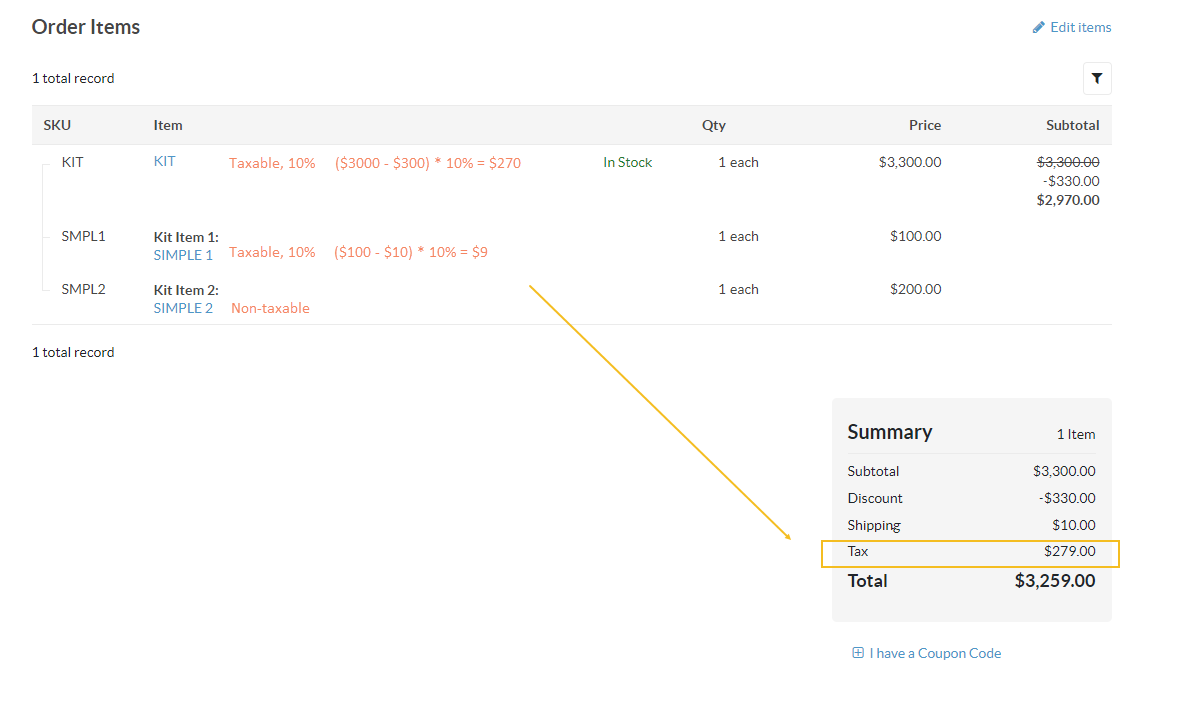 Order Items
Edit items
1 total record
SKU Item Qty Price Subtotal
KIT KIT Taxable, 10% ($3000 - $300) * 10% = $270 In Stock 1 each $3,300.00 $3,300.00
-$330.00
$2,970.00
SMPL1 Kit Item 1: 1 each $100.00
SIMPLE 1 Taxable, 10% ($100 - $10) * 10% = $9
SMPL2 Kit Item 2: 1 each $200.00
SIMPLE 2 Non-taxable
1 total record
Summary 1 Item
Subtotal $3,300.00
Discount -$330.00
Shipping $10.00
Tax $279.00
Total $3,259.00
I have a Coupon Code